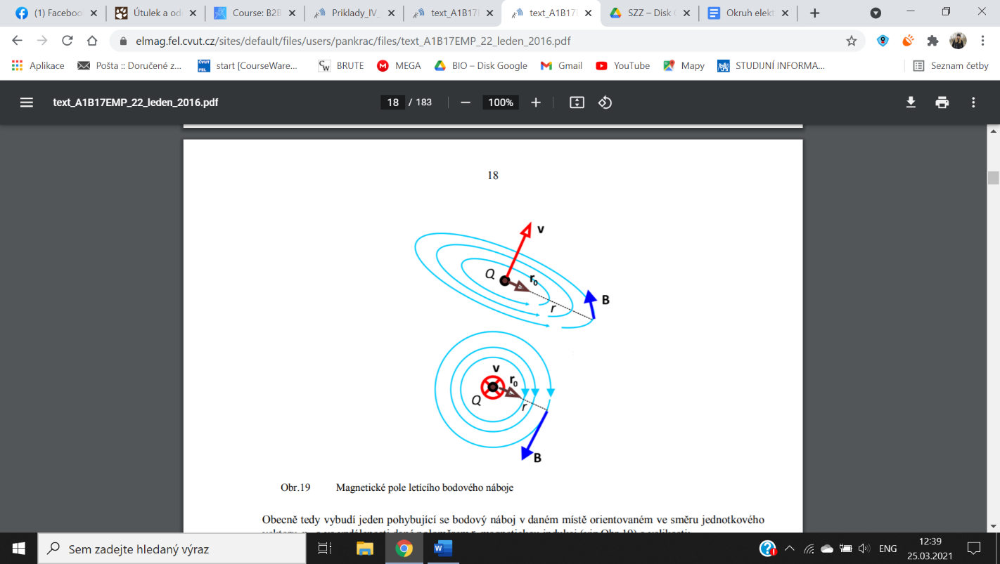 (1) Faceboo
Útulek a od
Course: B2B
Priklady_IV_
text_A1B17
text_A1B17
SZZ – Disk
Okruh elekt
elmag.fel.cvut.cz/sites/default/files/users/pankrac/files/text_A1B17EMP_22_leden_2016.pdf
Aplikace
Pošta :: Doručené z...
ČVUT FEL
start [CourseWare...
CW
BRUTE
M
MEGA
BIO – Disk Google
Gmail
YouTube
Mapy
STUDIJNÍ INFORMA...
Seznam četby
text_A1B17EMP_22_leden_2016.pdf
18 / 183
100%
18
v
Q
r0
r
B
v
r0
Q
r
B
Obr.19 Magnetické pole letícího bodového náboje
Obecně tedy vybudí jeden pohybující se bodový náboj v daném místě orientovaném ve směru jednotkového
Sem zadejte hledaný výraz
ENG
12:39
25.03.2021